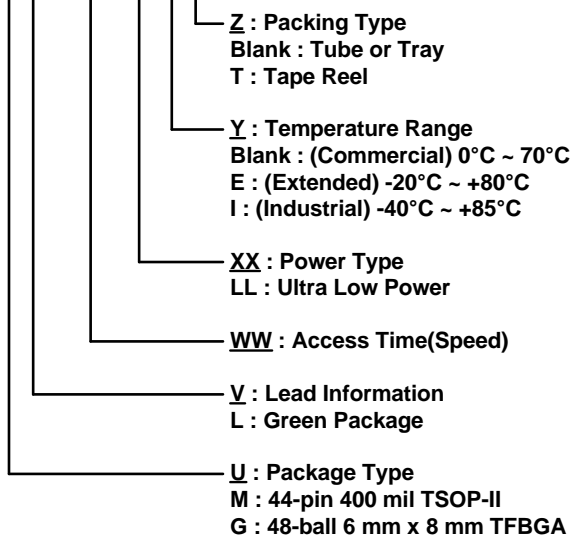 Z : Packing Type
Blank : Tube or Tray
T : Tape Reel
Y : Temperature Range
Blank : (Commercial) 0°C ~ 70°C
E : (Extended) -20°C ~ +80°C
I : (Industrial) -40°C ~ +85°C
XX : Power Type
LL : Ultra Low Power
WW : Access Time(Speed)
V : Lead Information
L : Green Package
U : Package Type
M : 44-pin 400 mil TSOP-II
G : 48-ball 6 mm x 8 mm TFBGA